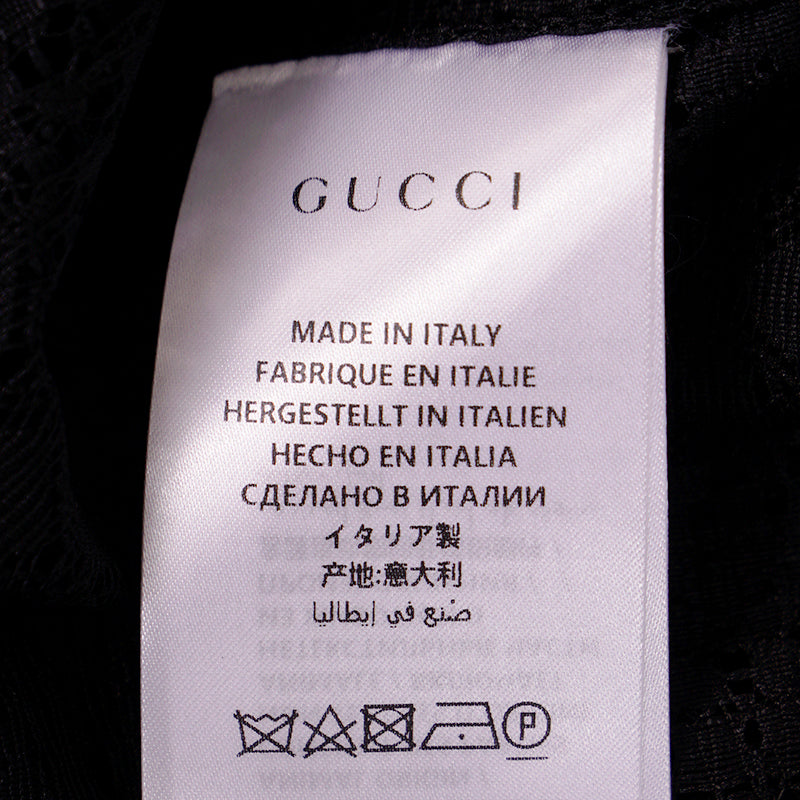 GUCCI
MADE IN ITALY
FABRIQUE EN ITALIE
HERGESTELLT IN ITALIEN
HECHO EN ITALIA
СДЕЛАНО В ИТАЛИИ
イタリア製
产地:意大利
صْنع في إيطاليا
P